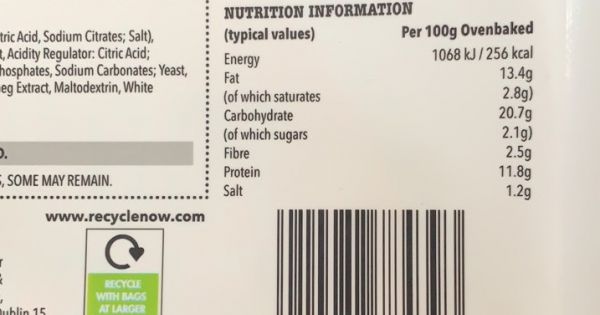 tric Acid, Sodium Citrates; Salt),
t, Acidity Regulator: Citric Acid;
hosphates, Sodium Carbonates; Yeast,
eg Extract, Maltodextrin, White
D.
, SOME MAY REMAIN.
NUTRITION INFORMATION
(typical values) Per 100g Ovenbaked
Energy 1068 kJ / 256 kcal
Fat 13.4g
(of which saturates 2.8g)
Carbohydrate 20.7g
(of which sugars 2.1g)
Fibre 2.5g
Protein 11.8g
Salt 1.2g
www.recyclenow.com
RECYCLE
WITH BAGS
AT LARGER
ublin 15